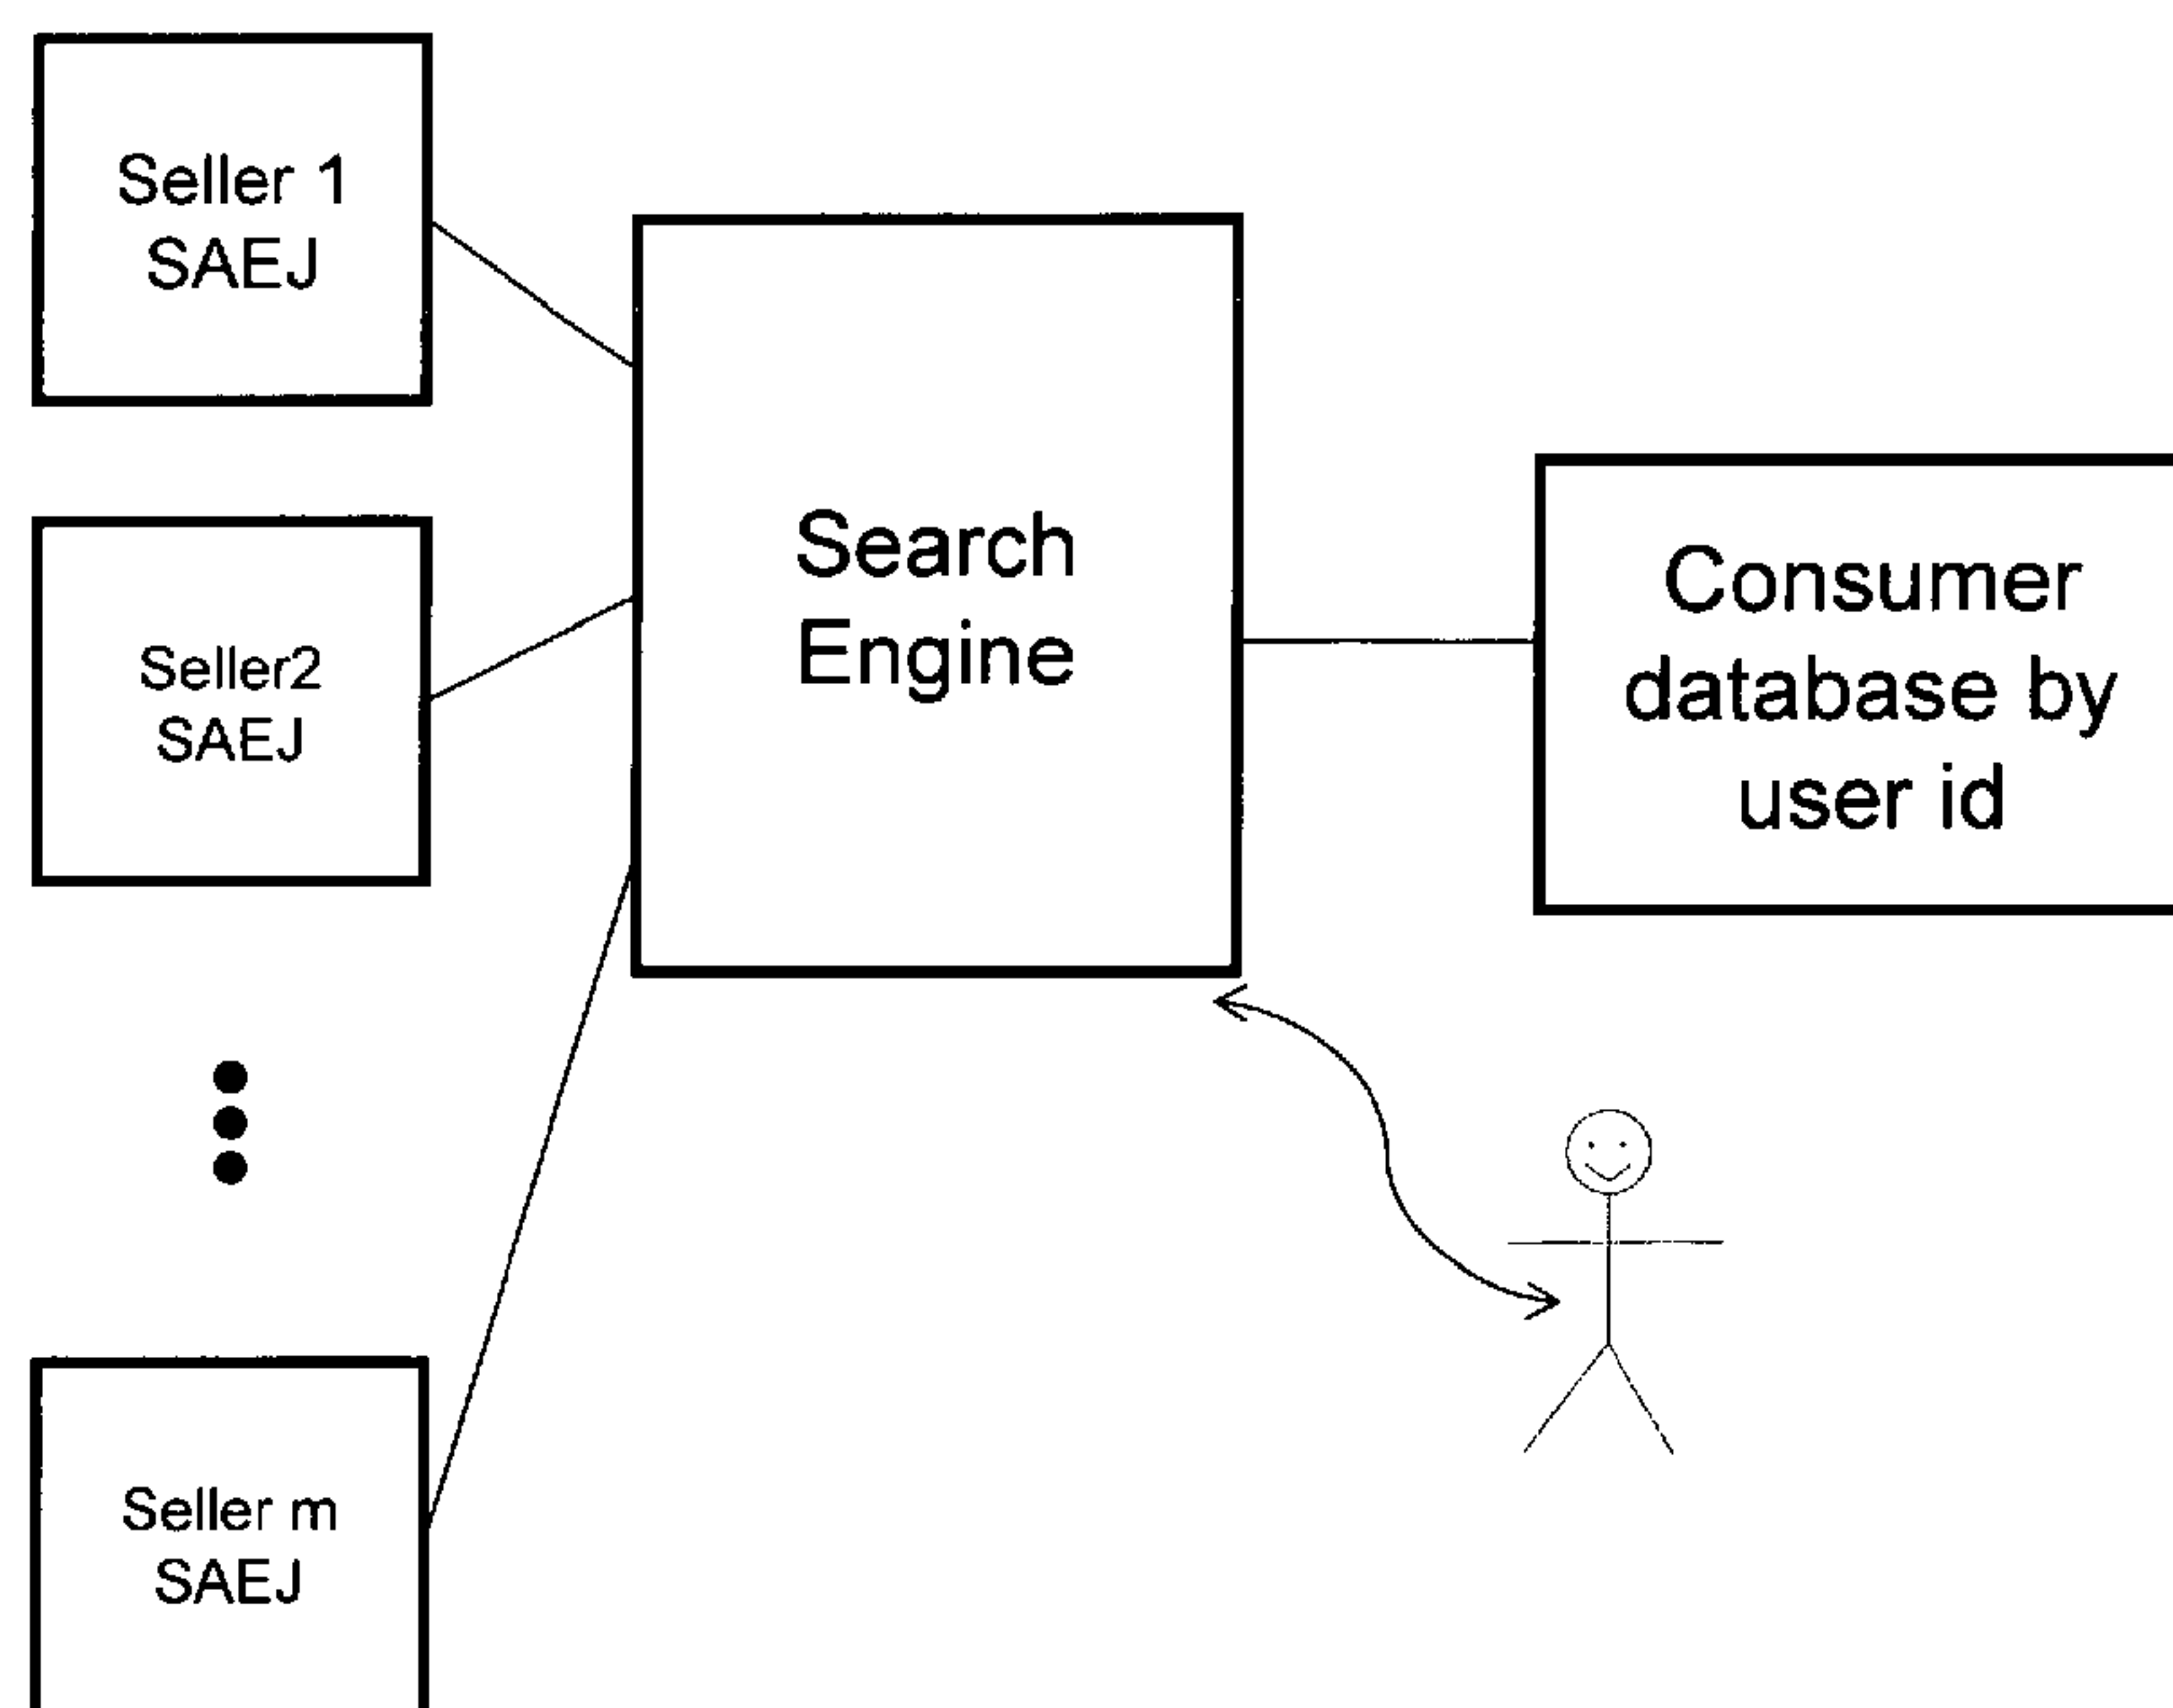 Seller 1
SAEJ
Search
Engine
Consumer
database by
user id
Seller2
SAEJ
Seller m
SAEJ